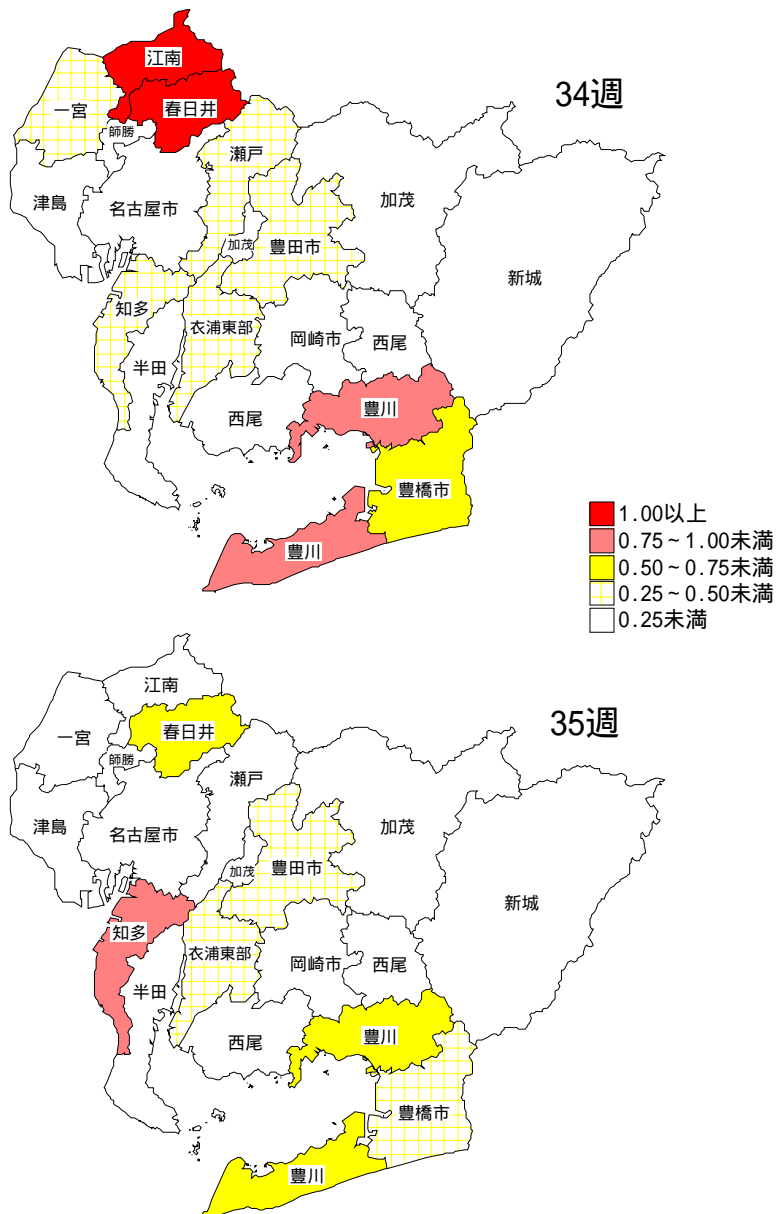 34週
江南
一宮
春日井
師勝
瀬戸
津島
名古屋市
加茂
加茂
豊田市
新城
知多
衣浦東部
岡崎市
西尾
半田
西尾
豊川
豊橋市
豊川
1.00以上
0.75~1.00未満
0.50~0.75未満
0.25~0.50未満
0.25未満
35週
江南
一宮
春日井
師勝
瀬戸
津島
名古屋市
加茂
加茂
豊田市
新城
知多
衣浦東部
岡崎市
西尾
半田
西尾
豊川
豊橋市
豊川